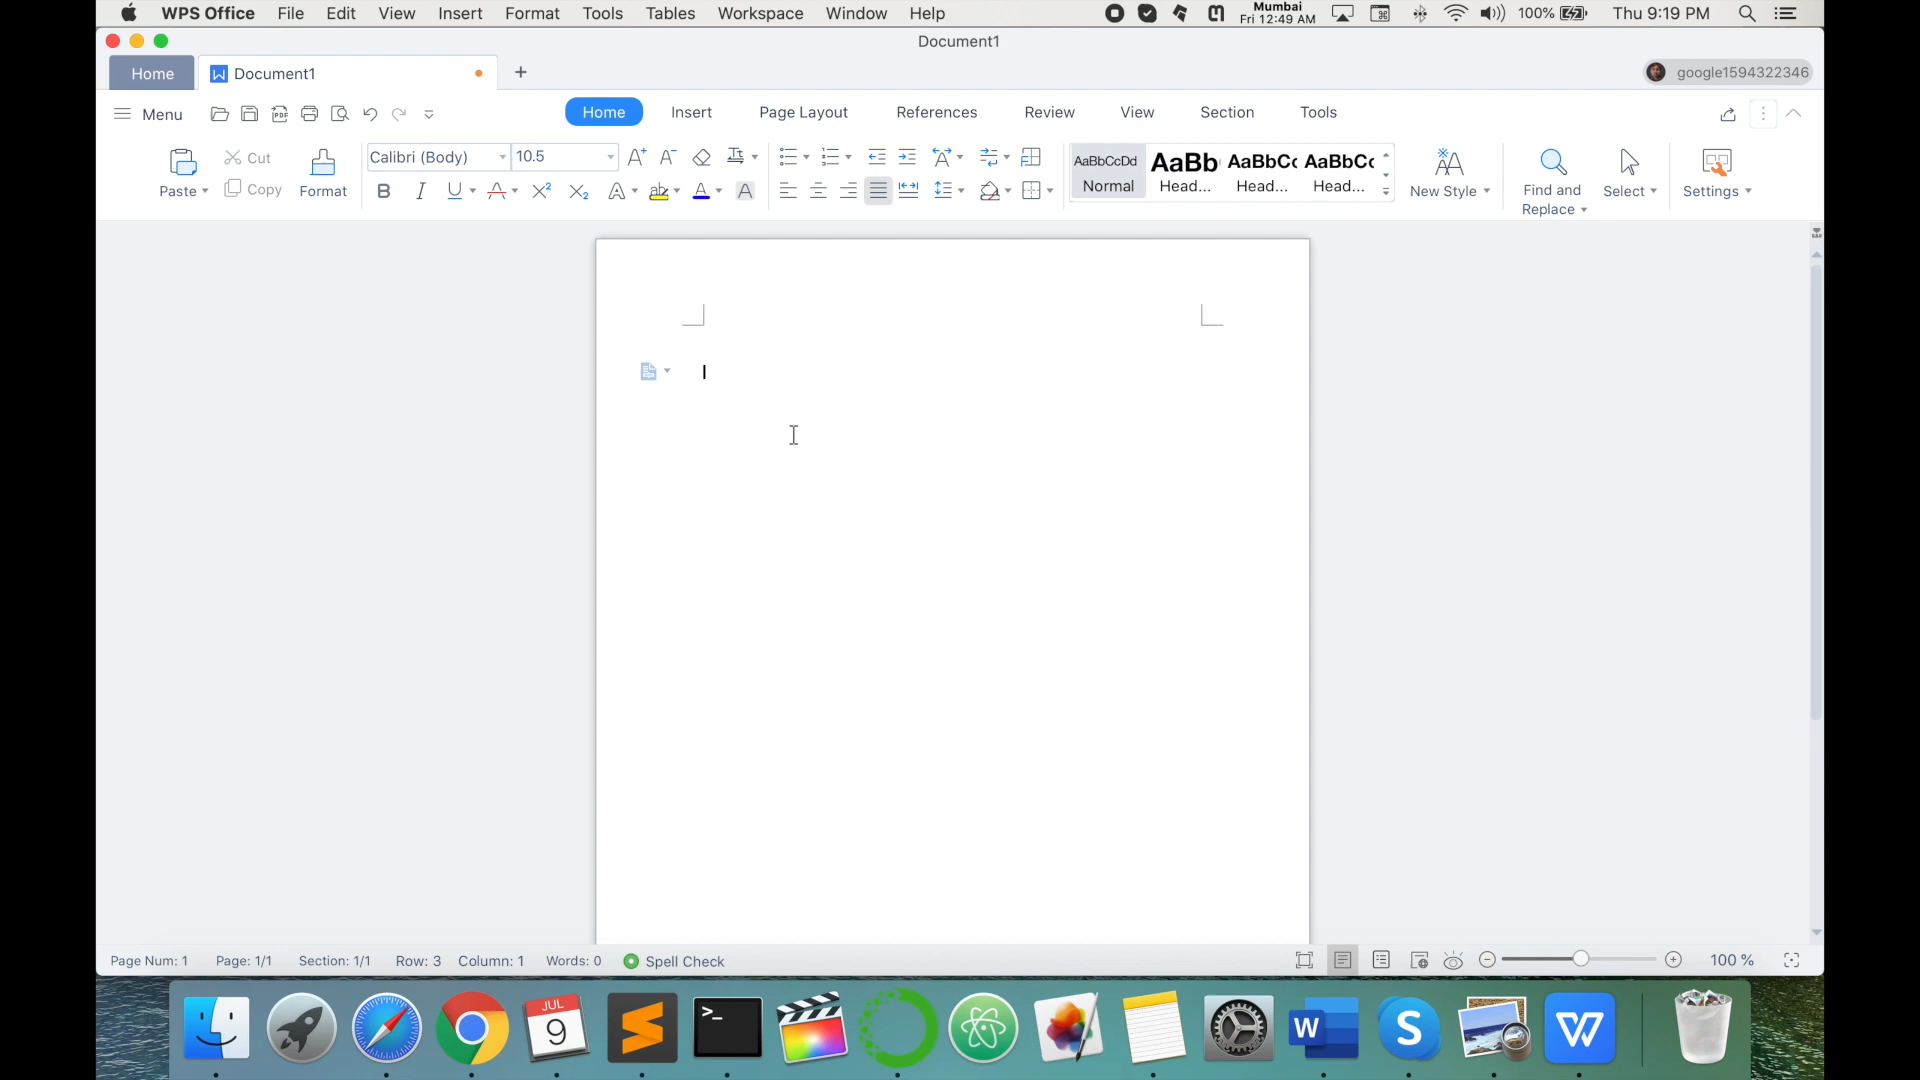 WPS Office File Edit View Insert Format Tools Tables Workspace Window Help Mumbai Fri 12:49 AM 100% Thu 9:19 PM
Document1
Home Document1 + google1594322346
Menu Home Insert Page Layout References Review View Section Tools
Calibri (Body) 10.5
Cut
Paste Copy Format
AaBbCcDd AaBb AaBbCc AaBbCc
Normal Head... Head... Head...
New Style Find and Replace Select Settings
Page Num: 1 Page: 1/1 Section: 1/1 Row: 3 Column: 1 Words: 0 Spell Check 100 %
JUL
9